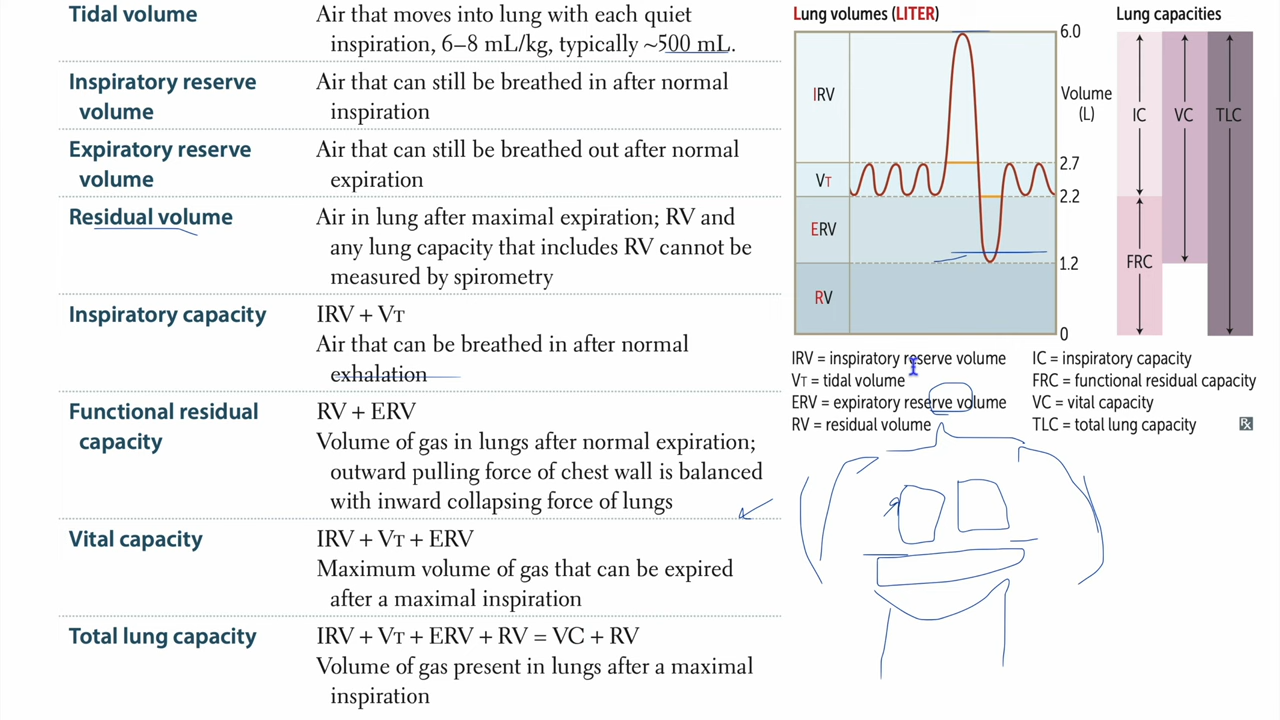 Tidal volume
Air that moves into lung with each quiet
inspiration, 6–8 mL/kg, typically ~500 mL.
Inspiratory reserve
volume
Air that can still be breathed in after normal
inspiration
Expiratory reserve
volume
Air that can still be breathed out after normal
expiration
Residual volume
Air in lung after maximal expiration; RV and
any lung capacity that includes RV cannot be
measured by spirometry
Inspiratory capacity
IRV + VT
Air that can be breathed in after normal
exhalation
Functional residual
capacity
RV + ERV
Volume of gas in lungs after normal expiration;
outward pulling force of chest wall is balanced
with inward collapsing force of lungs
Vital capacity
IRV + VT + ERV
Maximum volume of gas that can be expired
after a maximal inspiration
Total lung capacity
IRV + VT + ERV + RV = VC + RV
Volume of gas present in lungs after a maximal
inspiration
Lung volumes (LITER)
IRV
VT
ERV
RV
6.0
Volume
(L)
2.7
2.2
1.2
0
Lung capacities
IC
VC
TLC
FRC
IRV = inspiratory reserve volume
VT = tidal volume
ERV = expiratory reserve volume
RV = residual volume
IC = inspiratory capacity
FRC = functional residual capacity
VC = vital capacity
TLC = total lung capacity
Rx